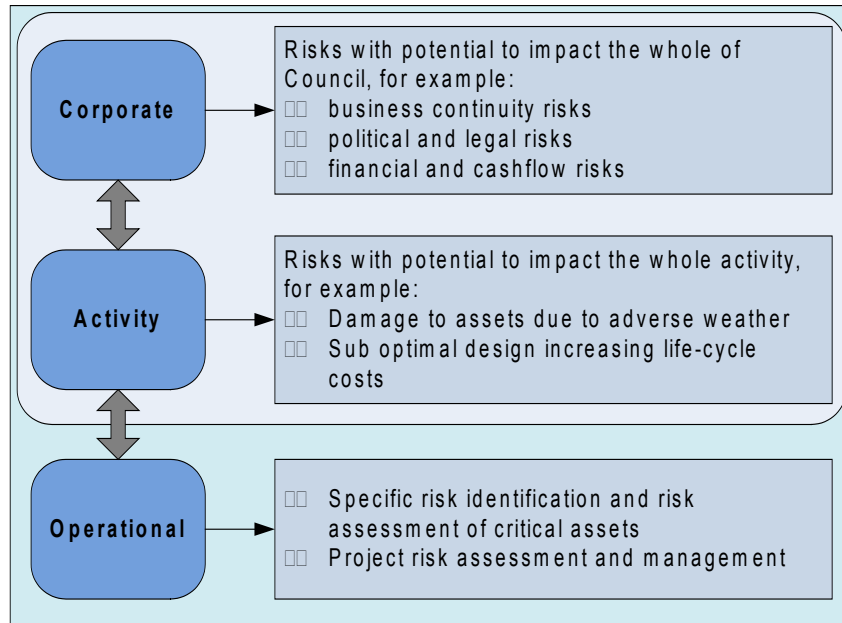 Corporate
Risks with potential to impact the whole of
Council, for example:
business continuity risks
political and legal risks
financial and cashflow risks
Activity
Risks with potential to impact the whole activity,
for example:
Damage to assets due to adverse weather
Sub optimal design increasing life-cycle
costs
Operational
Specific risk identification and risk
assessment of critical assets
Project risk assessment and management